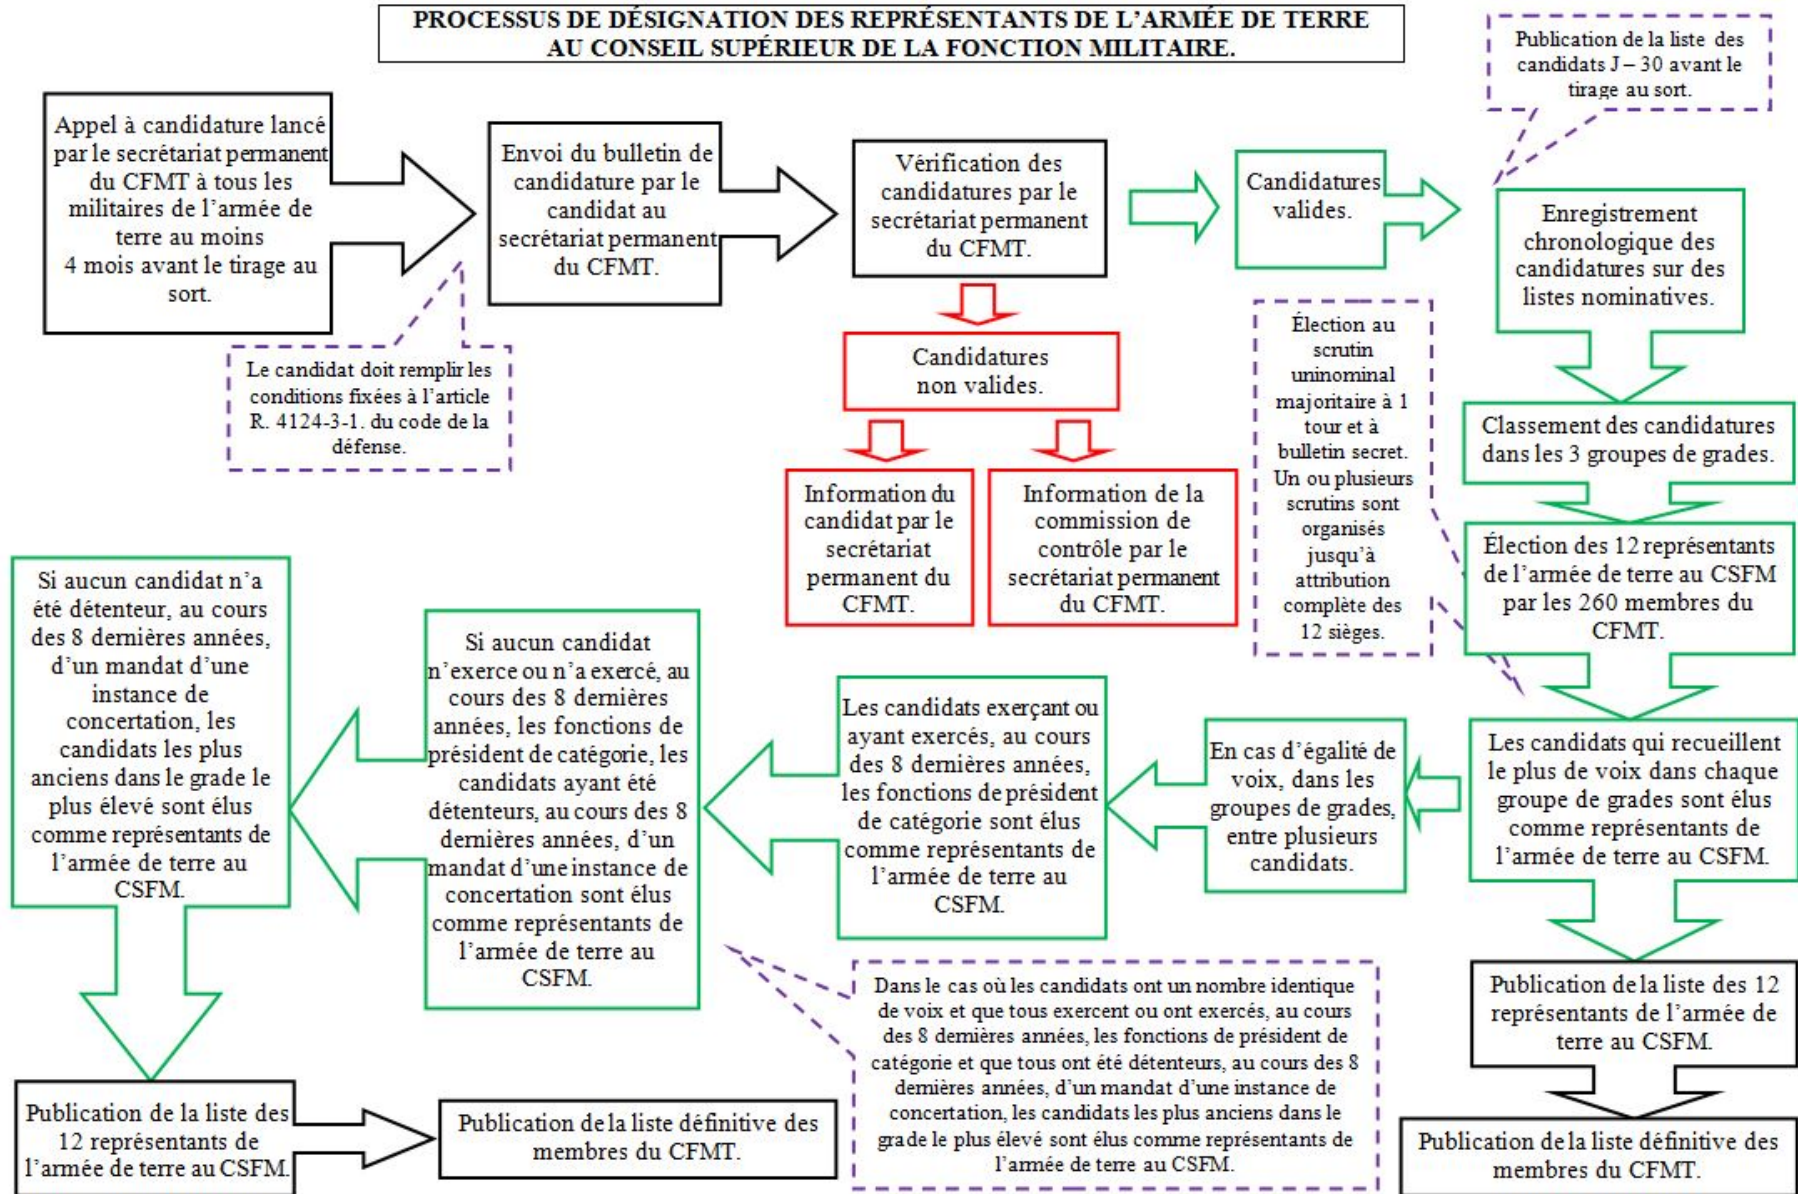 PROCESSUS DE DÉSIGNATION DES REPRÉSENTANTS DE L'ARMÉE DE TERRE
AU CONSEIL SUPÉRIEUR DE LA FONCTION MILITAIRE.
Appel à candidature lancé
par le secrétariat permanent
du CFMT à tous les
militaires de l'armée de
terre au moins
4 mois avant le tirage au
sort.
Le candidat doit remplir les
conditions fixées à l'article
R. 4124-3-1. du code de la
défense.
Envoi du bulletin de
candidature par le
candidat au
secrétariat permanent
du CFMT.
Vérification des
candidatures par le
secrétariat permanent
du CFMT.
Candidatures
non valides.
Information du
candidat par le
secrétariat
permanent du
CFMT.
Information de la
commission de
contrôle par le
secrétariat permanent
du CFMT.
Candidatures
valides.
Publication de la liste des
candidats J – 30 avant le
tirage au sort.
Enregistrement
chronologique des
candidatures sur des
listes nominatives.
Classement des candidatures
dans les 3 groupes de grades.
Élection des 12 représentants
de l'armée de terre au CSFM
par les 260 membres du
CFMT.
Élection au
scrutin
uninominal
majoritaire à 1
tour et à
bulletin secret.
Un ou plusieurs
scrutins sont
organisés
jusqu'à
attribution
complète des
12 sièges.
Les candidats qui recueillent
le plus de voix dans chaque
groupe de grades sont élus
comme représentants de
l'armée de terre au CSFM.
Publication de la liste des 12
représentants de l'armée de
terre au CSFM.
Publication de la liste définitive des
membres du CFMT.
En cas d'égalité de
voix, dans les
groupes de grades,
entre plusieurs
candidats.
Les candidats exerçant ou
ayant exercés, au cours
des 8 dernières années,
les fonctions de président
de catégorie sont élus
comme représentants de
l'armée de terre au
CSFM.
Si aucun candidat
n'exerce ou n'a exercé, au
cours des 8 dernières
années, les fonctions de
président de catégorie, les
candidats ayant été
détenteurs, au cours des 8
dernières années, d'un
mandat d'une instance de
concertation sont élus
comme représentants de
l'armée de terre au
CSFM.
Dans le cas où les candidats ont un nombre identique
de voix et que tous exercent ou ont exercés, au cours
des 8 dernières années, les fonctions de président de
catégorie et que tous ont été détenteurs, au cours des 8
dernières années, d'un mandat d'une instance de
concertation, les candidats les plus anciens dans le
grade le plus élevé sont élus comme représentants de
l'armée de terre au CSFM.
Si aucun candidat n'a
été détenteur, au cours
des 8 dernières années,
d'un mandat d'une
instance de
concertation, les
candidats les plus
anciens dans le grade le
plus élevé sont élus
comme représentants de
l'armée de terre au
CSFM.
Publication de la liste des
12 représentants de
l'armée de terre au CSFM.
Publication de la liste définitive des
membres du CFMT.